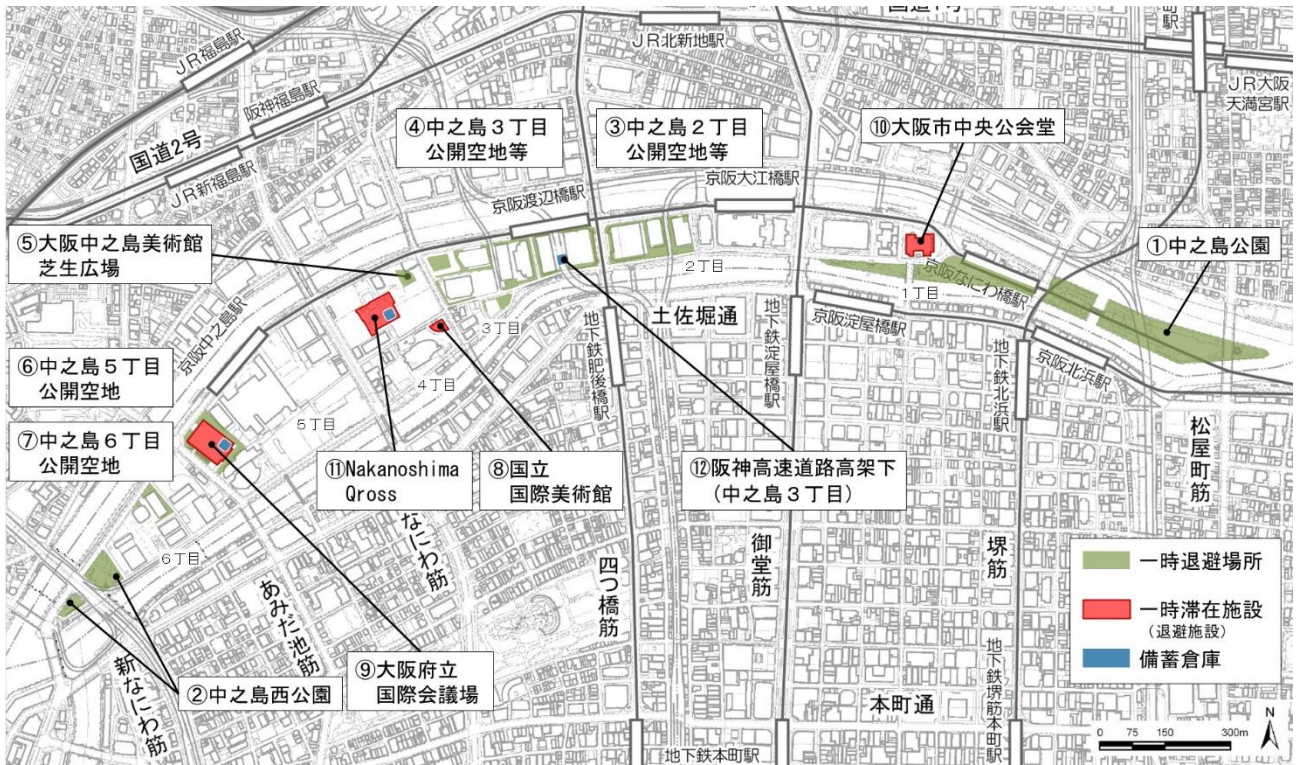 国道1号
JR福島駅
JR北新地駅
阪神福島駅
JR大阪
天満宮駅
国道2号
JR新福島駅
④中之島3丁目
公開空地等
③中之島2丁目
公開空地等
⑩大阪市中央公会堂
京阪大江橋駅
京阪渡辺橋駅
⑤大阪中之島美術館
芝生広場
①中之島公園
京阪なにわ橋駅
2丁目
1丁目
3丁目
土佐堀通
京阪淀屋橋駅
京阪中之島駅
地下鉄肥後橋駅
地下鉄淀屋橋駅
地下鉄北浜駅
京阪北浜駅
⑥中之島5丁目
公開空地
4丁目
⑦中之島6丁目
公開空地
5丁目
松屋町筋
⑪Nakanoshima
Qross
⑧国立
国際美術館
⑫阪神高速道路高架下
(中之島3丁目)
なにわ筋
6丁目
四つ橋筋
御堂筋
堺筋
あみだ池筋
一時退避場所
一時滞在施設
(退避施設)
備蓄倉庫
新なにわ筋
②中之島西公園
⑨大阪府立
国際会議場
本町通
地下鉄堺筋本町駅
地下鉄本町駅
N
0 75 150 300m